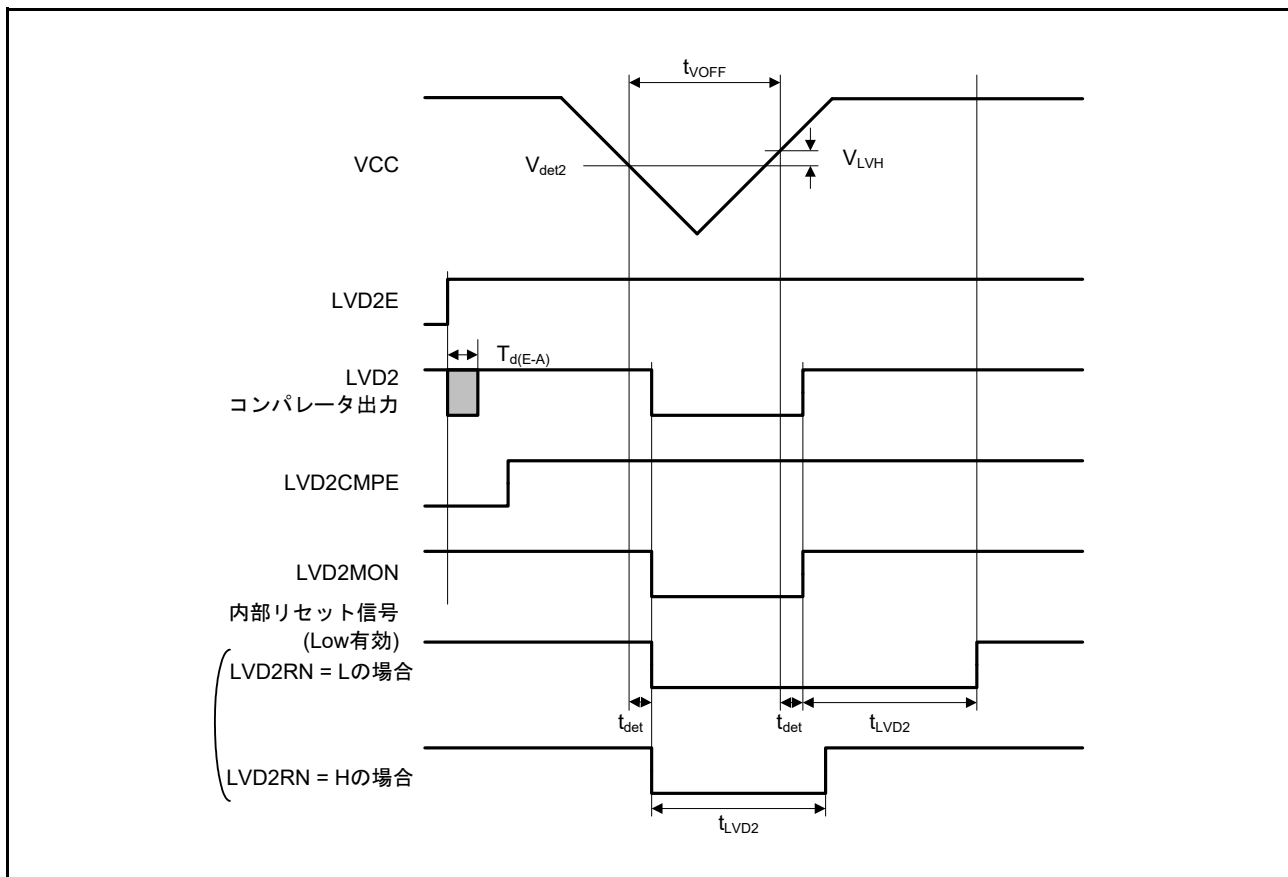 tVOFF
VCC
Vdet2
VLVH
LVD2E
Td(E-A)
LVD2
コンパレータ出力
LVD2CMPE
LVD2MON
内部リセット信号
(Low有効)
LVD2RN = Lの場合
tdet
tdet
tLVD2
LVD2RN = Hの場合
tLVD2